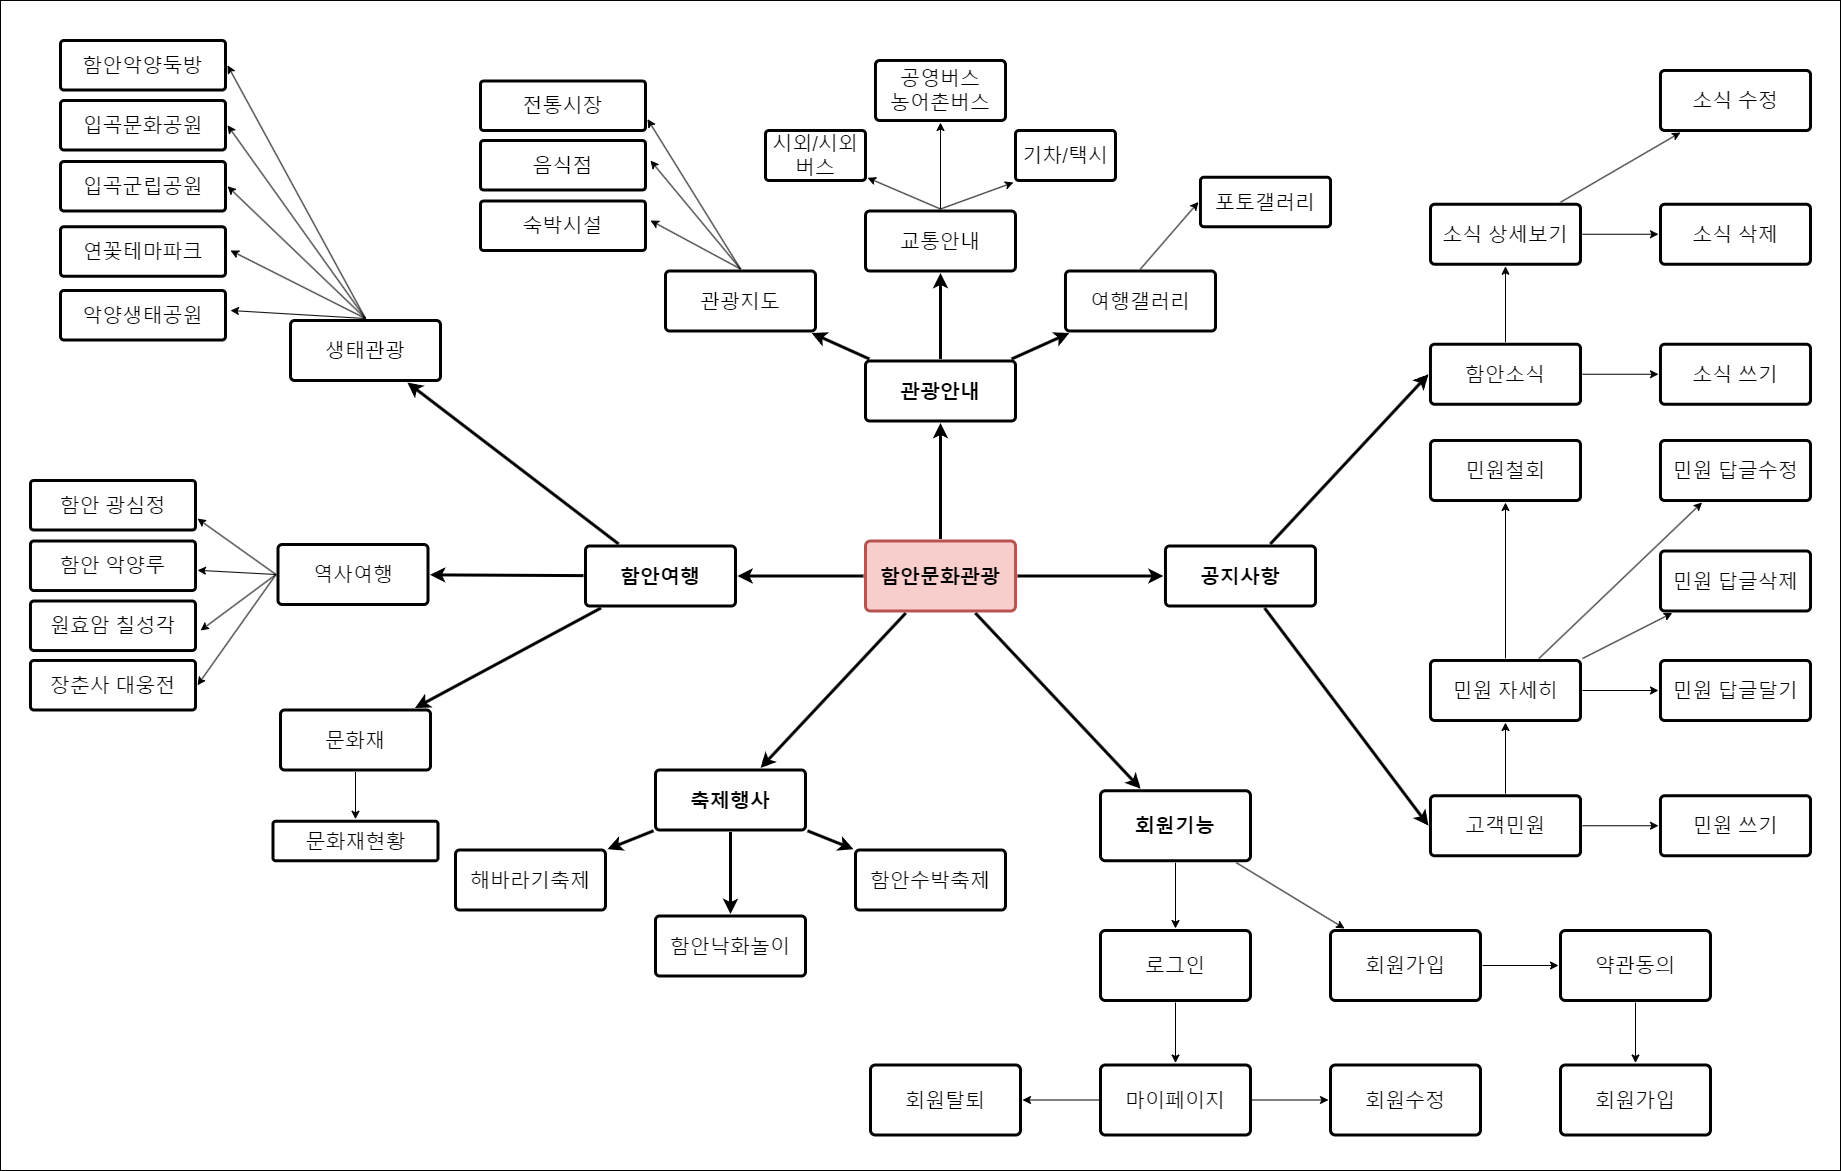 함안악양둑방
입곡문화공원
입곡군립공원
연꽃테마파크
악양생태공원
생태관광
전통시장
음식점
숙박시설
관광지도
공영버스
농어촌버스
시외/시외
버스
기차/택시
교통안내
포토갤러리
여행갤러리
관광안내
소식 수정
소식 상세보기
소식 삭제
함안소식
소식 쓰기
민원철회
민원 답글수정
민원 답글삭제
민원 자세히
민원 답글달기
고객민원
민원 쓰기
함안 광심정
함안 악양루
원효암 칠성각
장춘사 대웅전
역사여행
함안여행
함안문화관광
공지사항
문화재
문화재현황
축제행사
해바라기축제
함안낙화놀이
함안수박축제
회원기능
로그인
회원가입
약관동의
회원탈퇴
마이페이지
회원수정
회원가입